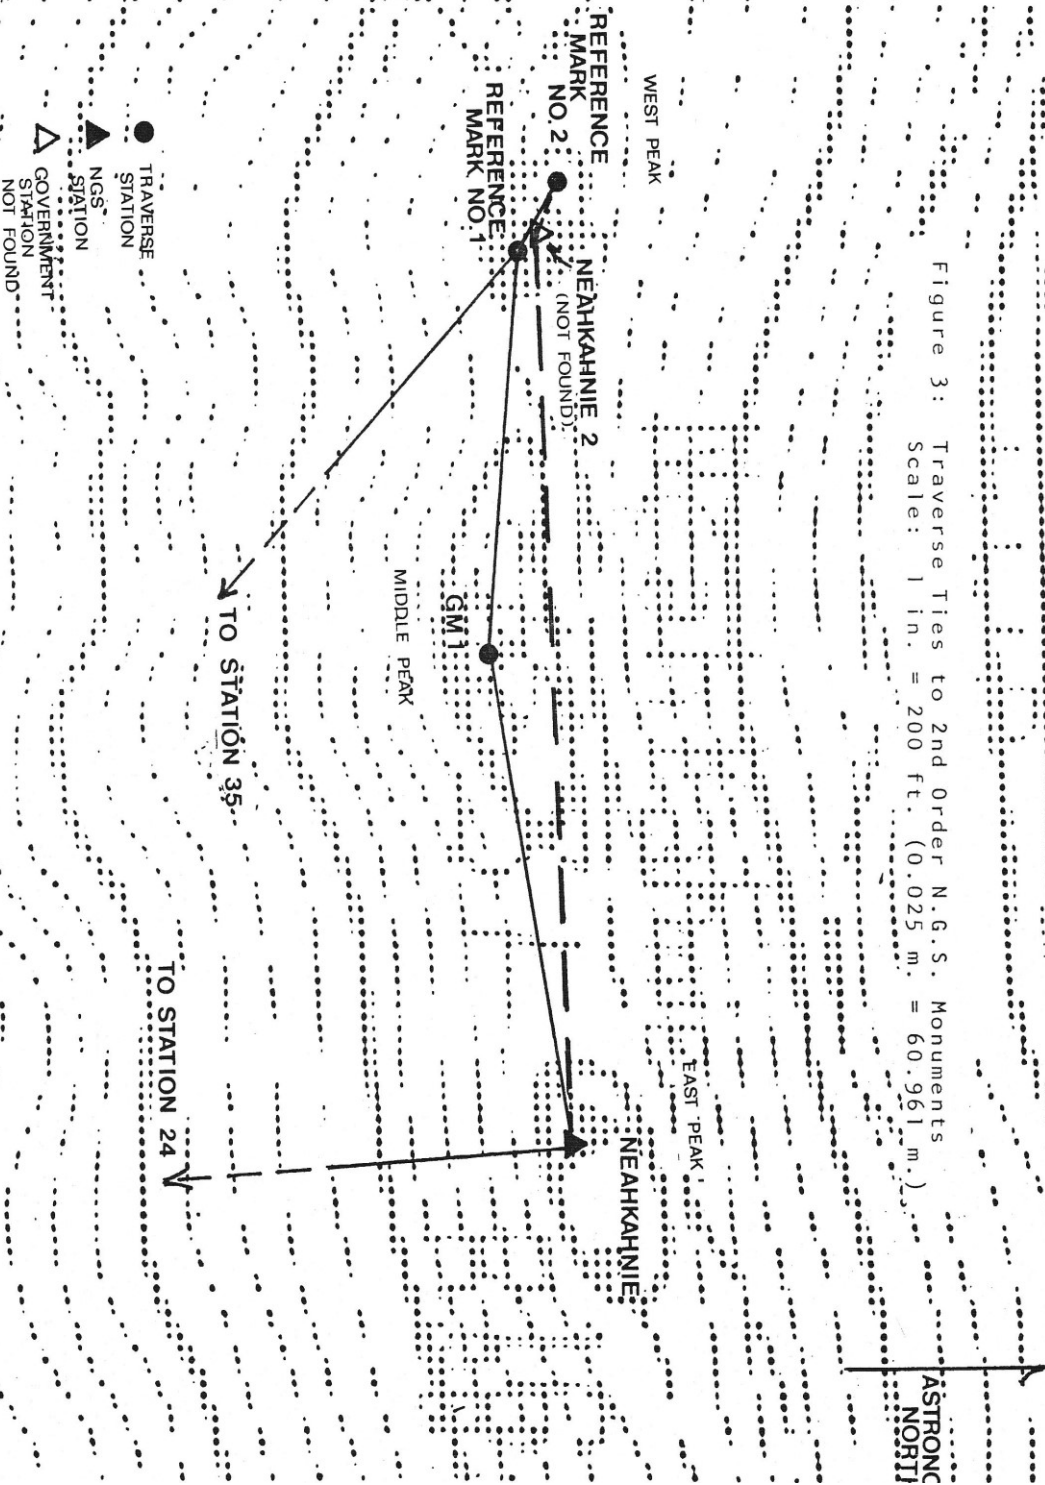 Figure 3: Traverse Ties to 2nd Order N.G.S. Monuments
Scale: 1 in. = 200 ft. (0.025 m. = 60.961 m.)
ASTRONO
NORTH
WEST PEAK
EAST PEAK
NEAHKAHNIE
REFERENCE
MARK
NO. 2
NEAHKAHNIE 2
(NOT FOUND)
REFERENCE
MARK NO. 1
GM 1
MIDDLE PEAK
TO STATION 35
TO STATION 24
TRAVERSE
STATION
NGS
STATION
GOVERNMENT
STATION
NOT FOUND